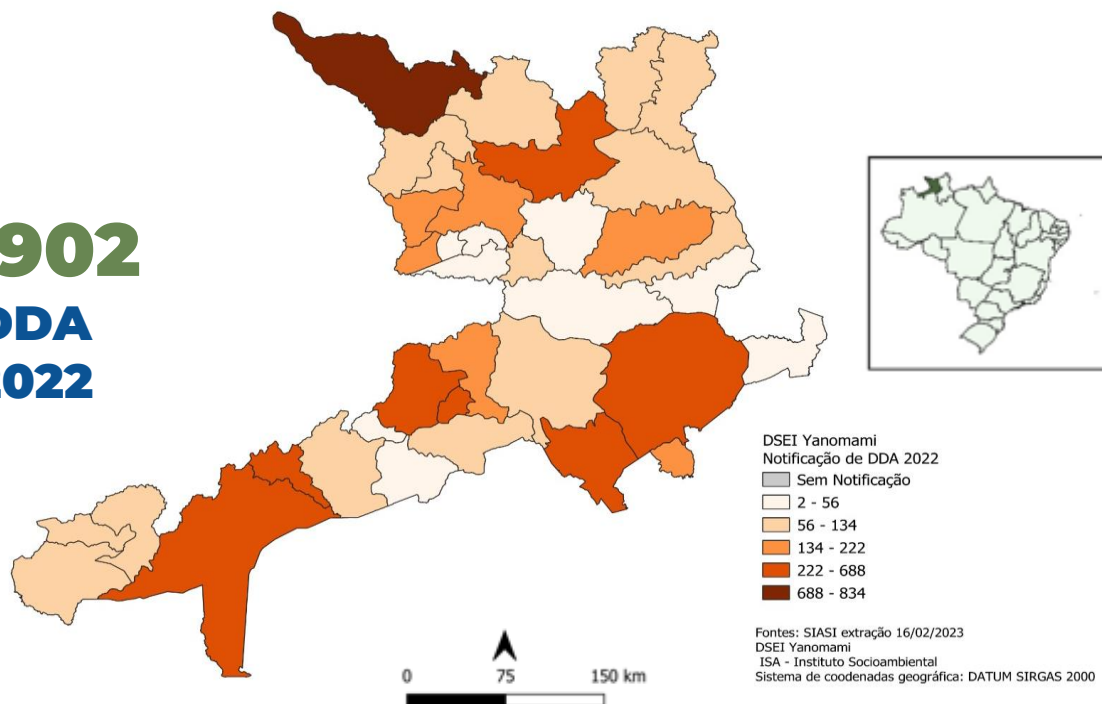 902
DDA
2022
DSEI Yanomami
Notificação de DDA 2022
Sem Notificação
2 - 56
56 - 134
134 - 222
222 - 688
688 - 834
Fontes: SIASI extração 16/02/2023
DSEI Yanomami
ISA - Instituto Socioambiental
Sistema de coodenadas geográfica: DATUM SIRGAS 2000
0 75 150 km